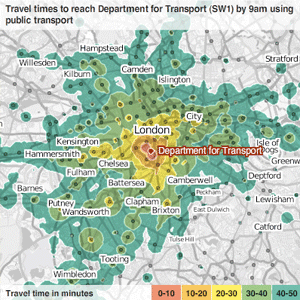 Travel times to reach Department for Transport (SW1) by 9am using
public transport
Hampstead
Willesden
Camden
Stratford
Kilburn
Islington
City
London
Kensington
Department for Transport
Isle of
Dogs
Hammersmith
Chelsea
Greenw
Fulham
Battersea
Camberwell
Deptford
Barnes
Peckham
Putney
Clapham
Lewisham
Wandsworth
Brixton
East Dulwich
Catford
Tulse Hill
Tooting
Wimbledon
Travel time in minutes
0-10
10-20
20-30
30-40
40-50